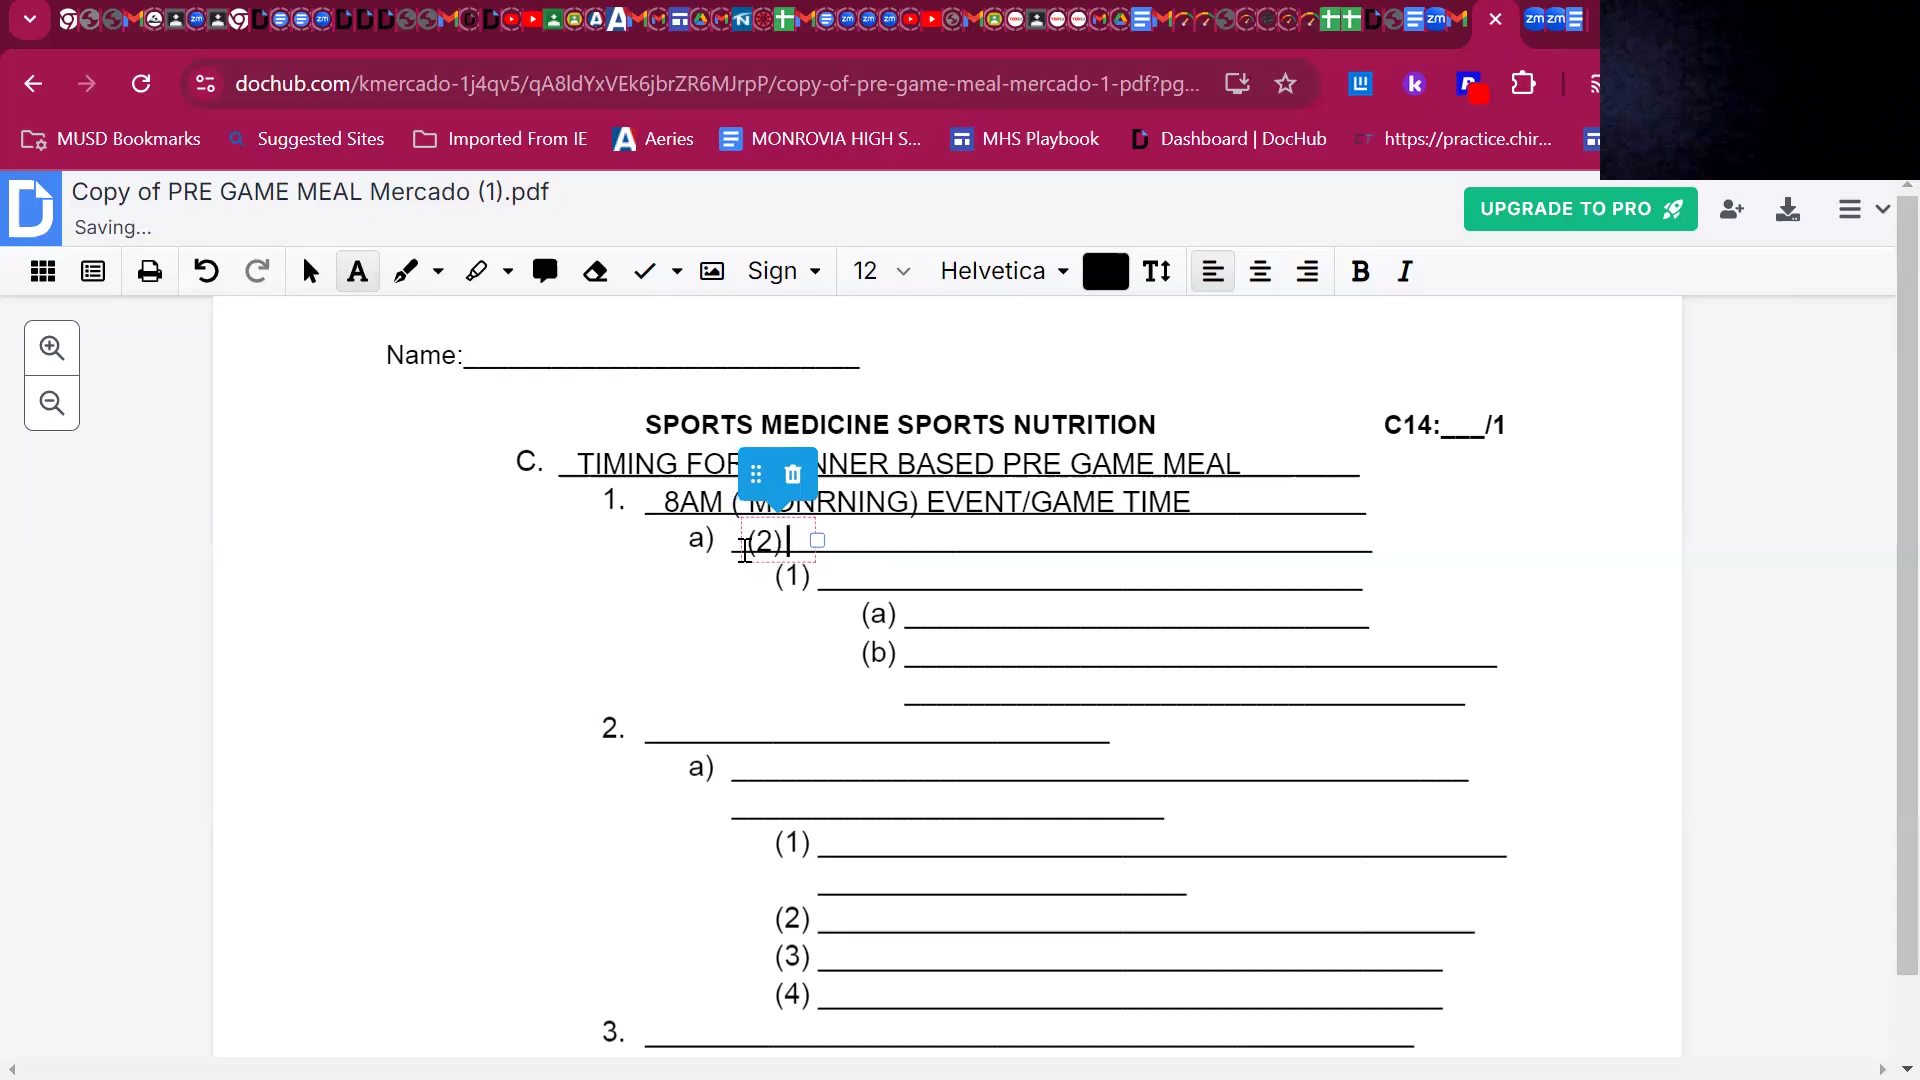 dochub.com/kmercado-1j4qv5/qA8ldYxVEk6jbrZR6MJrpP/copy-of-pre-game-meal-mercado-1-pdf?pg...
MUSD Bookmarks Suggested Sites Imported From IE Aeries MONROVIA HIGH S... MHS Playbook Dashboard | DocHub https://practice.chir...
Copy of PRE GAME MEAL Mercado (1).pdf
Saving...
UPGRADE TO PRO
Sign 12 Helvetica B I
Name:___________________________
SPORTS MEDICINE SPORTS NUTRITION C14:___/1
C. TIMING FOR NNER BASED PRE GAME MEAL
1. 8AM ( MONRNING) EVENT/GAME TIME
a) (2)
(1)
(a)
(b)
2.
a)
(1)
(2)
(3)
(4)
3.